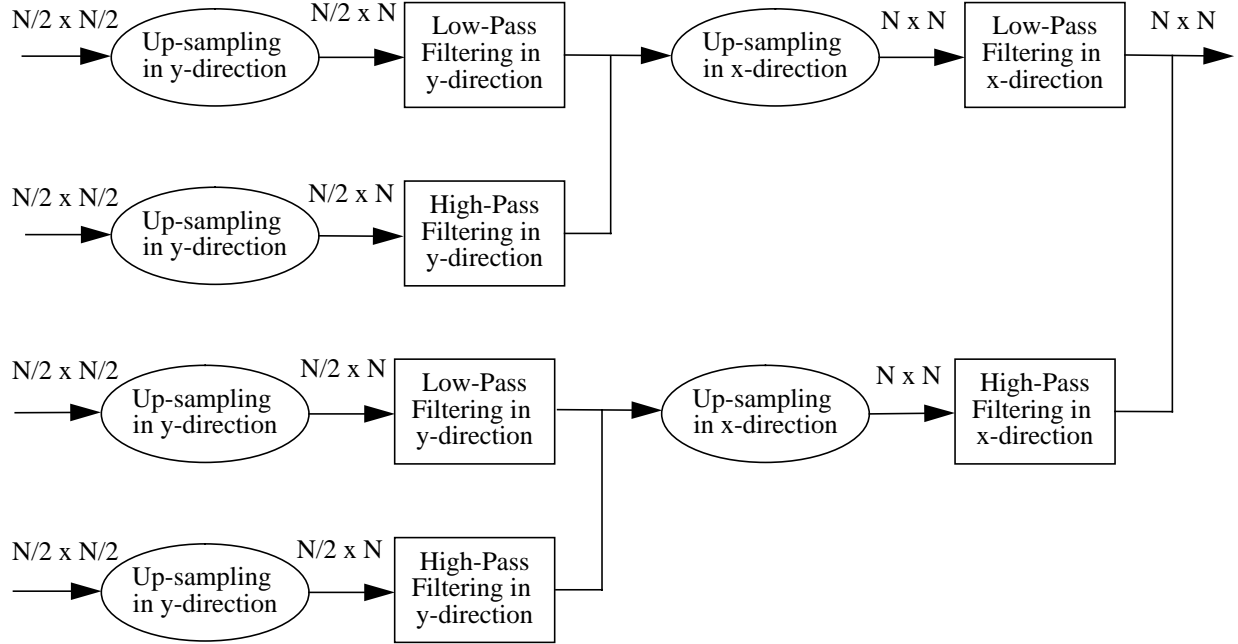 N/2 x N/2
Up-sampling
in y-direction
N/2 x N
Low-Pass
Filtering in
y-direction
Up-sampling
in x-direction
N x N
Low-Pass
Filtering in
x-direction
N x N
N/2 x N/2
Up-sampling
in y-direction
N/2 x N
High-Pass
Filtering in
y-direction
N/2 x N/2
Up-sampling
in y-direction
N/2 x N
Low-Pass
Filtering in
y-direction
Up-sampling
in x-direction
N x N
High-Pass
Filtering in
x-direction
N/2 x N/2
Up-sampling
in y-direction
N/2 x N
High-Pass
Filtering in
y-direction